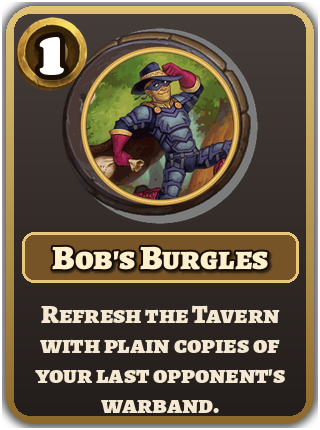 1
Bob's Burgles
Refresh the Tavern
with plain copies of
your last opponent's
warband.